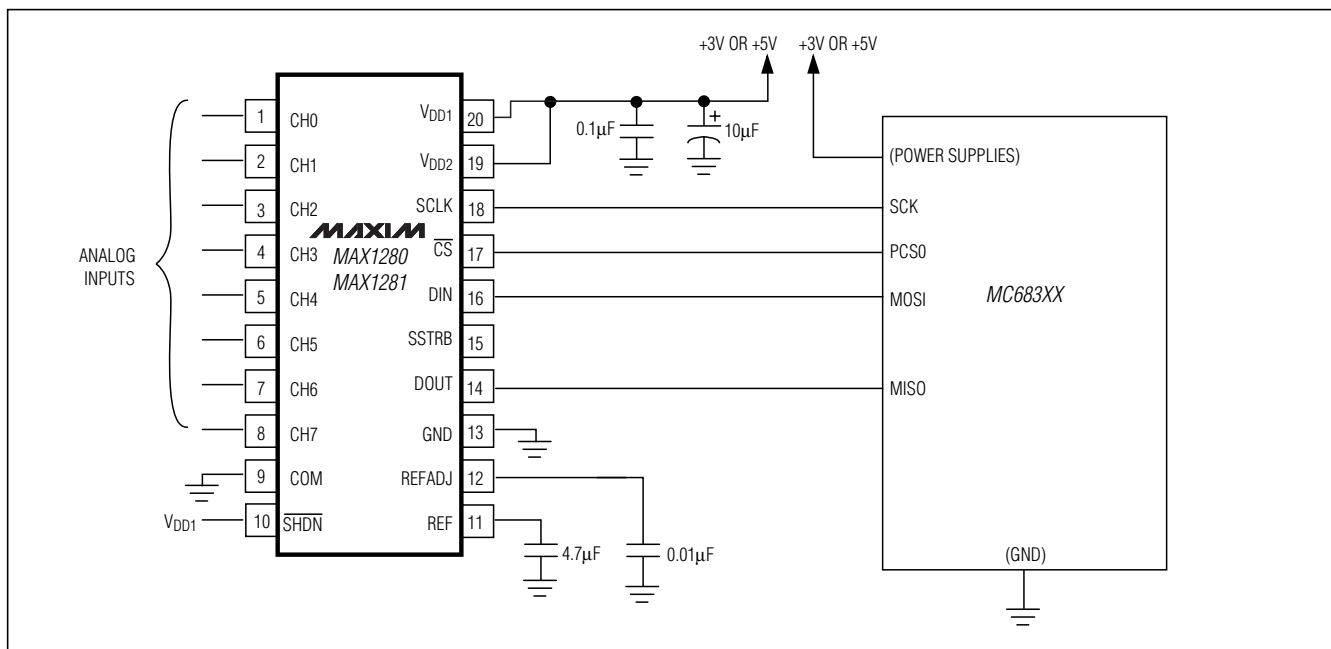 +3V OR +5V
+3V OR +5V
1 CH0
2 CH1
3 CH2
4 CH3
5 CH4
6 CH5
7 CH6
8 CH7
9 COM
VDD1 10 SHDN
ANALOG
INPUTS
MAXIM
MAX1280
MAX1281
VDD1 20
VDD2 19
SCLK 18
CS 17
DIN 16
SSTRB 15
DOUT 14
GND 13
REFADJ 12
REF 11
0.1µF
+
10µF
4.7µF
0.01µF
(POWER SUPPLIES)
SCK
PCS0
MOSI
MC683XX
MISO
(GND)